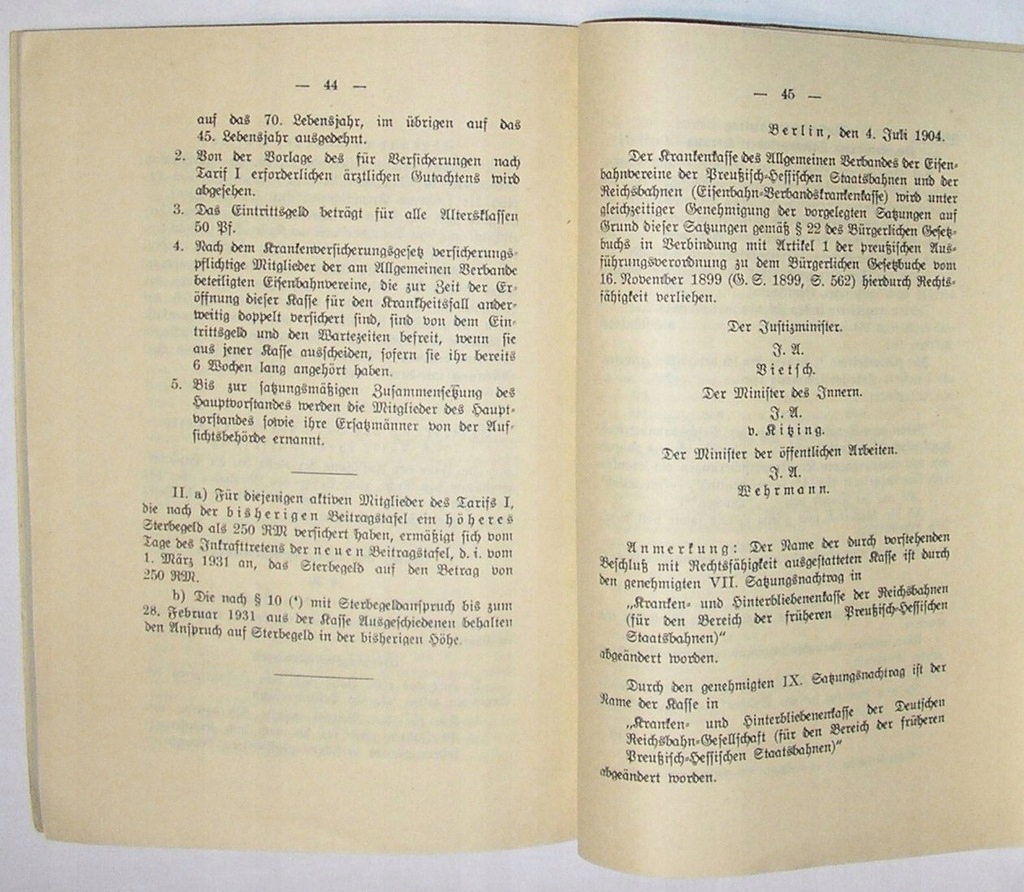 — 44 —
auf das 70. Lebensjahr, im übrigen auf das
45. Lebensjahr ausgedehnt.
2. Von der Vorlage des für Versicherungen nach
Tarif I erforderlichen ärztlichen Gutachtens wird
abgesehen.
3. Das Eintrittsgeld beträgt für alle Altersklassen
50 Pf.
4. Nach dem Krankenversicherungsgesetz versicherungs-
pflichtige Mitglieder der am Allgemeinen Verbande
beteiligten Eisenbahnvereine, die zur Zeit der Er-
öffnung dieser Kasse für den Krankheitsfall ander-
weitig doppelt versichert sind, sind von dem Ein-
trittsgeld und den Wartezeiten befreit, wenn sie
aus jener Kasse ausscheiden, sofern sie ihr bereits
6 Wochen lang angehört haben.
5. Bis zur satzungsmäßigen Zusammensetzung des
Hauptvorstandes werden die Mitglieder des Haupt-
vorstandes sowie ihre Ersatzmänner von der Auf-
sichtsbehörde ernannt.
II. a) Für diejenigen aktiven Mitglieder des Tarifs I,
die nach der bisherigen Beitragstafel ein höheres
Sterbegeld als 250 RM versichert haben, ermäßigt sich vom
Tage des Inkrafttretens der neuen Beitragstafel, d. i. vom
1. März 1931 an, das Sterbegeld auf den Betrag von
250 RM.
b) Die nach § 10 (⁴) mit Sterbegeldanspruch bis zum
28. Februar 1931 aus der Kasse Ausgeschiedenen behalten
den Anspruch auf Sterbegeld in der bisherigen Höhe.
— 45 —
Berlin, den 4. Juli 1904.
Der Krankenkasse des Allgemeinen Verbandes der Eisen-
bahnvereine der Preußisch-Hessischen Staatsbahnen und der
Reichsbahnen (Eisenbahn-Verbandskrankenkasse) wird unter
gleichzeitiger Genehmigung der vorgelegten Satzungen auf
Grund dieser Satzungen gemäß § 22 des Bürgerlichen Gesetz-
buchs in Verbindung mit Artikel 1 der preußischen Aus-
führungsverordnung zu dem Bürgerlichen Gesetzbuche vom
16. November 1899 (G. S. 1899, S. 562) hierdurch Rechts-
fähigkeit verliehen.
Der Justizminister.
J. A.
Vietsch.
Der Minister des Innern.
J. A.
v. Kitzing.
Der Minister der öffentlichen Arbeiten.
J. A.
Wehrmann.
Anmerkung: Der Name der durch vorstehenden
Beschluß mit Rechtsfähigkeit ausgestatteten Kasse ist durch
den genehmigten VII. Satzungsnachtrag in
„Kranken- und Hinterbliebenenkasse der Reichsbahnen
(für den Bereich der früheren Preußisch-Hessischen
Staatsbahnen)“
abgeändert worden.
Durch den genehmigten IX. Satzungsnachtrag ist der
Name der Kasse in
„Kranken- und Hinterbliebenenkasse der Deutschen
Reichsbahn-Gesellschaft (für den Bereich der früheren
Preußisch-Hessischen Staatsbahnen)“
abgeändert worden.